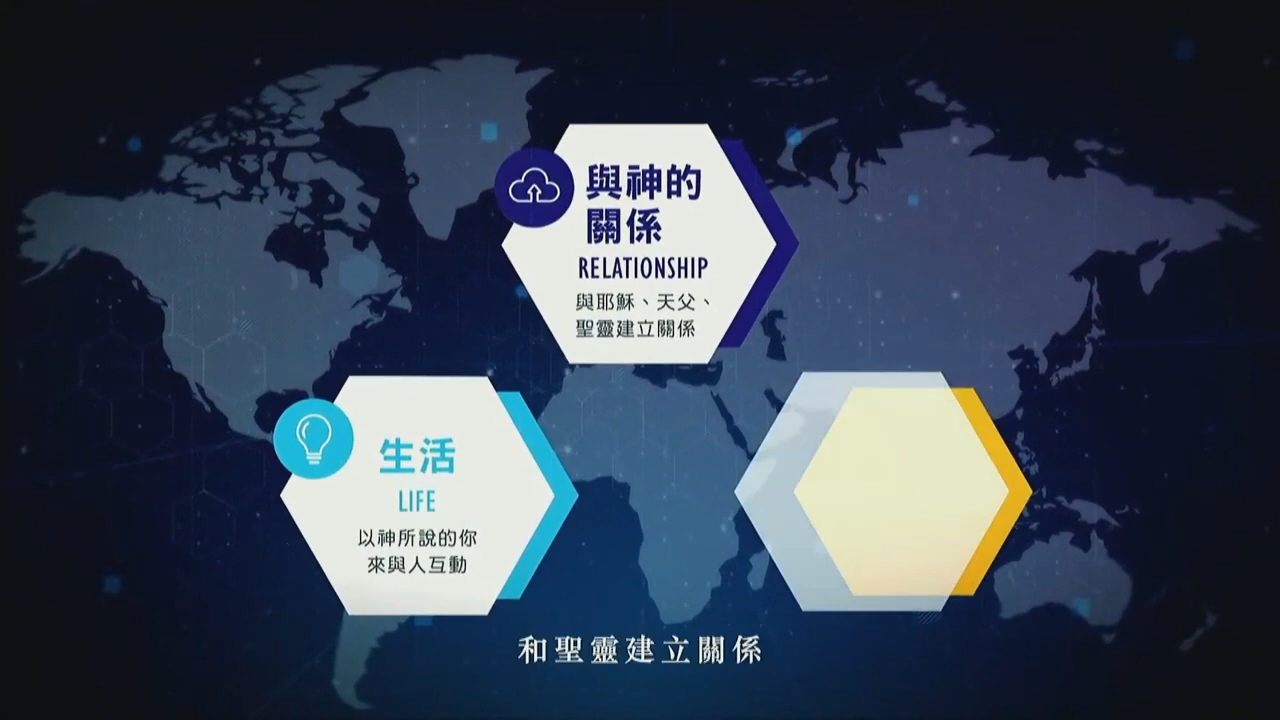 與神的
關係
RELATIONSHIP
與耶穌、天父、
聖靈建立關係
生活
LIFE
以神所說的你
來與人互動
和聖靈建立關係